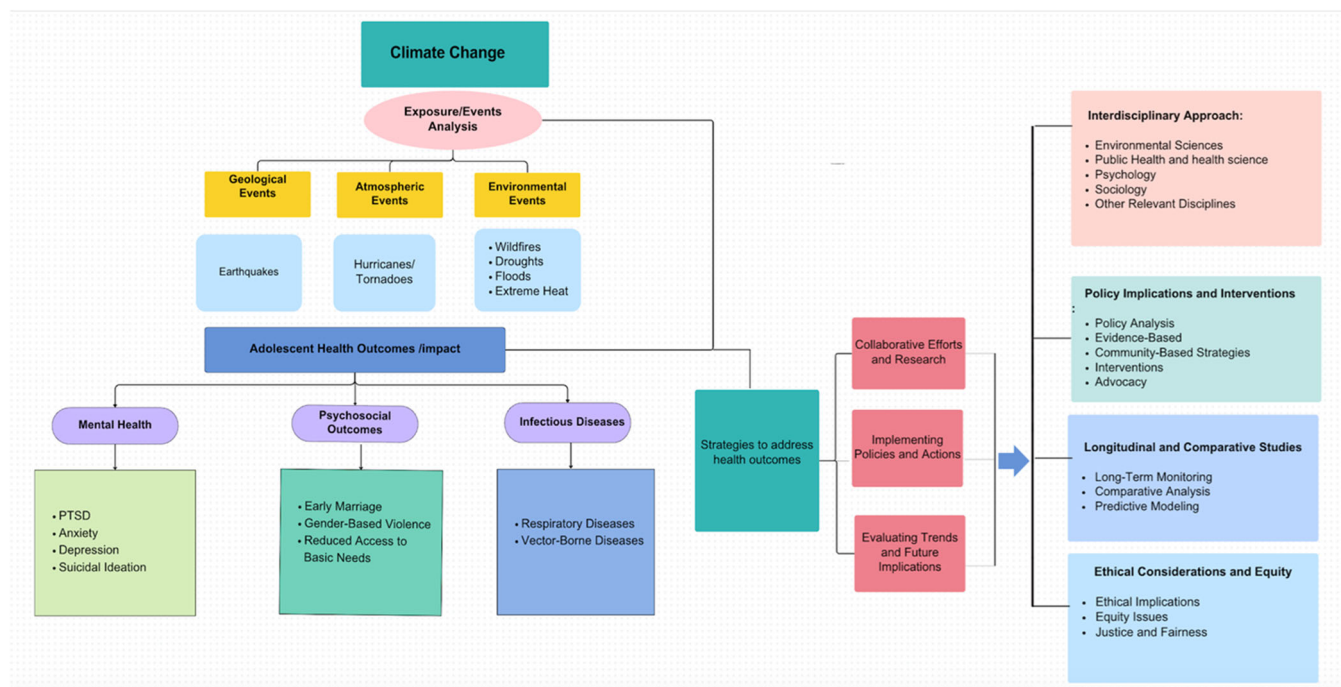 Climate Change
Exposure/Events
Analysis
Geological
Events
Atmospheric
Events
Environmental
Events
Earthquakes
Hurricanes/
Tornadoes
• Wildfires
• Droughts
• Floods
• Extreme Heat
Adolescent Health Outcomes /impact
Mental Health
Psychosocial
Outcomes
Infectious Diseases
• PTSD
• Anxiety
• Depression
• Suicidal Ideation
• Early Marriage
• Gender-Based Violence
• Reduced Access to
Basic Needs
• Respiratory Diseases
• Vector-Borne Diseases
Strategies to address
health outcomes
Collaborative Efforts
and Research
Implementing
Policies and Actions
Evaluating Trends
and Future
Implications
Interdisciplinary Approach:
• Environmental Sciences
• Public Health and health science
• Psychology
• Sociology
• Other Relevant Disciplines
Policy Implications and Interventions
:
• Policy Analysis
• Evidence-Based
• Community-Based Strategies
• Interventions
• Advocacy
Longitudinal and Comparative Studies
• Long-Term Monitoring
• Comparative Analysis
• Predictive Modeling
Ethical Considerations and Equity
• Ethical Implications
• Equity Issues
• Justice and Fairness